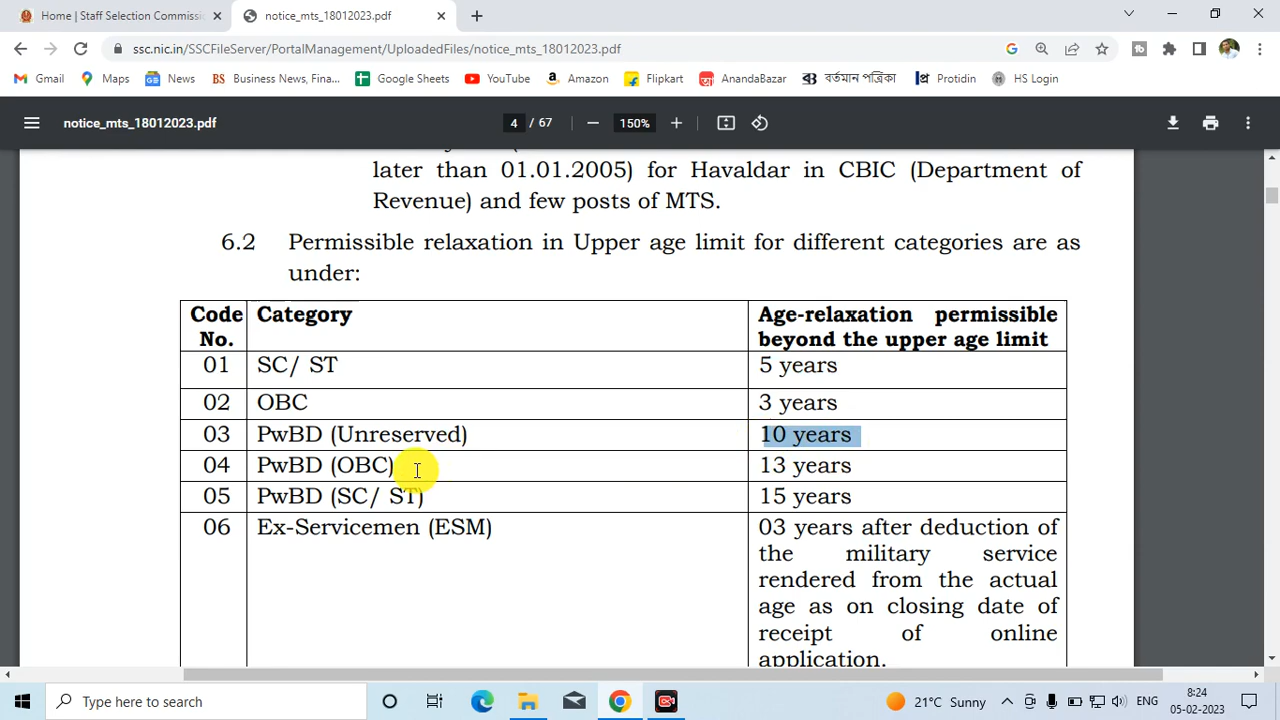 Home | Staff Selection Commissi
notice_mts_18012023.pdf
ssc.nic.in/SSCFileServer/PortalManagement/UploadedFiles/notice_mts_18012023.pdf
Gmail Maps News Business News, Fina... Google Sheets YouTube Amazon Flipkart AnandaBazar বর্তমান পত্রিকা Protidin HS Login
notice_mts_18012023.pdf 4 / 67 150%
later than 01.01.2005) for Havaldar in CBIC (Department of
Revenue) and few posts of MTS.
6.2 Permissible relaxation in Upper age limit for different categories are as
under:
Code No. Category Age-relaxation permissible
beyond the upper age limit
01 SC/ ST 5 years
02 OBC 3 years
03 PwBD (Unreserved) 10 years
04 PwBD (OBC) 13 years
05 PwBD (SC/ ST) 15 years
06 Ex-Servicemen (ESM) 03 years after deduction of
the military service
rendered from the actual
age as on closing date of
receipt of online
application.
Type here to search
21°C Sunny
ENG
8:24
05-02-2023